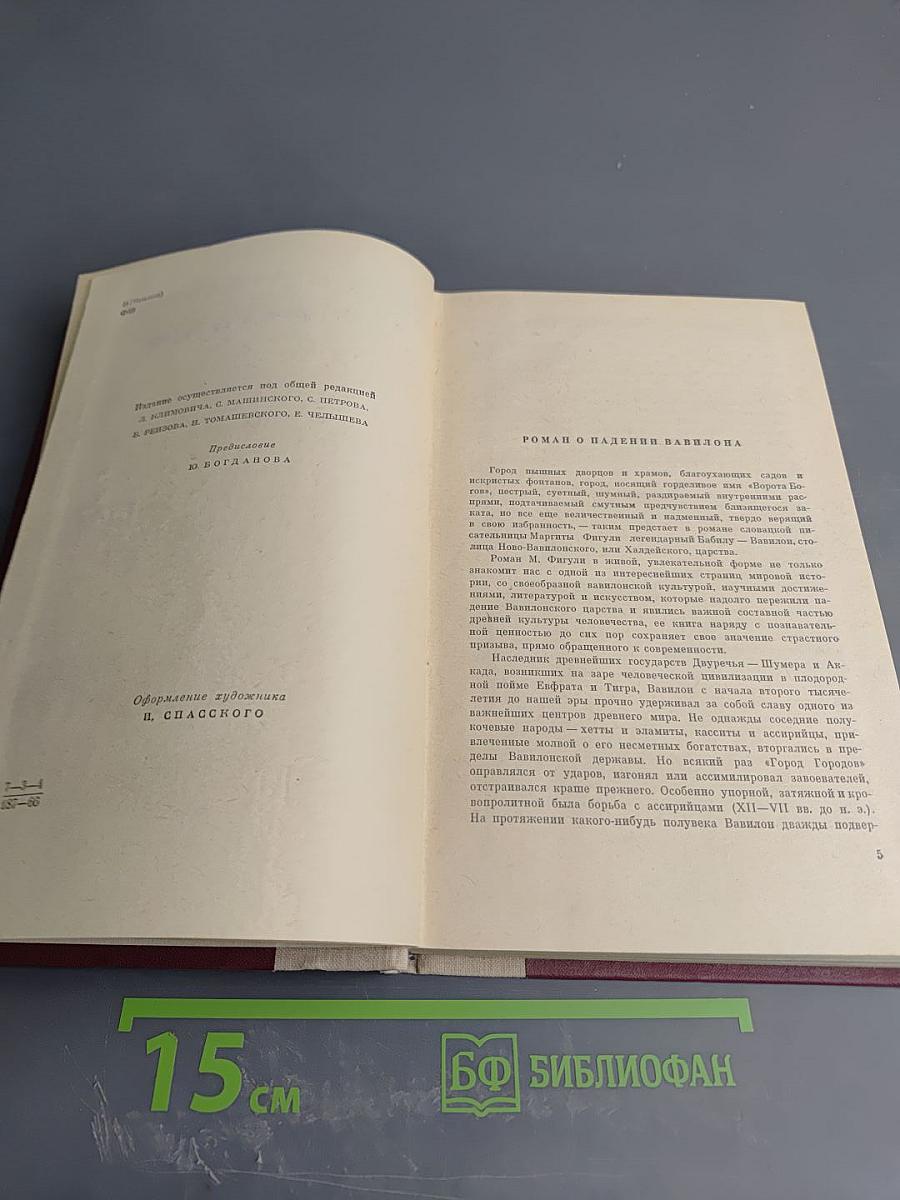 Ф49
Издание осуществляется под общей редакцией
Л. КЛИМОВИЧА, С. МАШИНСКОГО, С. ПЕТРОВА,
Б. РЕИЗОВА, Н. ТОМАШЕВСКОГО, Е. ЧЕЛЫШЕВА
Предисловие
Ю. БОГДАНОВА
Оформление художника
П. СПАССКОГО
7—3—4
187—66
РОМАН О ПАДЕНИИ ВАВИЛОНА
Город пышных дворцов и храмов, благоухающих садов и
искристых фонтанов, город, носящий горделивое имя «Ворота Бо-
гов», пестрый, суетный, шумный, раздираемый внутренними рас-
прями, подтачиваемый смутным предчувствием близящегося за-
ката, но все еще величественный и надменный, твердо верящий
в свою избранность, — таким предстает в романе словацкой пи-
сательницы Маргиты Фигули легендарный Бабилу — Вавилон, сто-
лица Ново-Вавилонского, или Халдейского, царства.
Роман М. Фигули в живой, увлекательной форме не только
знакомит нас с одной из интереснейших страниц мировой исто-
рии, со своеобразной вавилонской культурой, научными достиже-
ниями, литературой и искусством, которые надолго пережили па-
дение Вавилонского царства и явились важной составной частью
древней культуры человечества, ее книга наряду с познаватель-
ной ценностью до сих пор сохраняет свое значение страстного
призыва, прямо обращенного к современности.
Наследник древнейших государств Двуречья — Шумера и Ак-
када, возникших на заре человеческой цивилизации в плодород-
ной пойме Евфрата и Тигра, Вавилон с начала второго тысяче-
летия до нашей эры прочно удерживал за собой славу одного из
важнейших центров древнего мира. Не однажды соседние полу-
кочевые народы — хетты и эламиты, касситы и ассирийцы, при-
влеченные молвой о его несметных богатствах, вторгались в пре-
делы Вавилонской державы. Но всякий раз «Город Городов»
оправлялся от ударов, изгонял или ассимилировал завоевателей,
отстраивался краше прежнего. Особенно упорной, затяжной и кро-
вопролитной была борьба с ассирийцами (XII—VII вв. до н. э.).
На протяжении какого-нибудь полувека Вавилон дважды подвер-
5
15 см
БФ БИБЛИОФАН